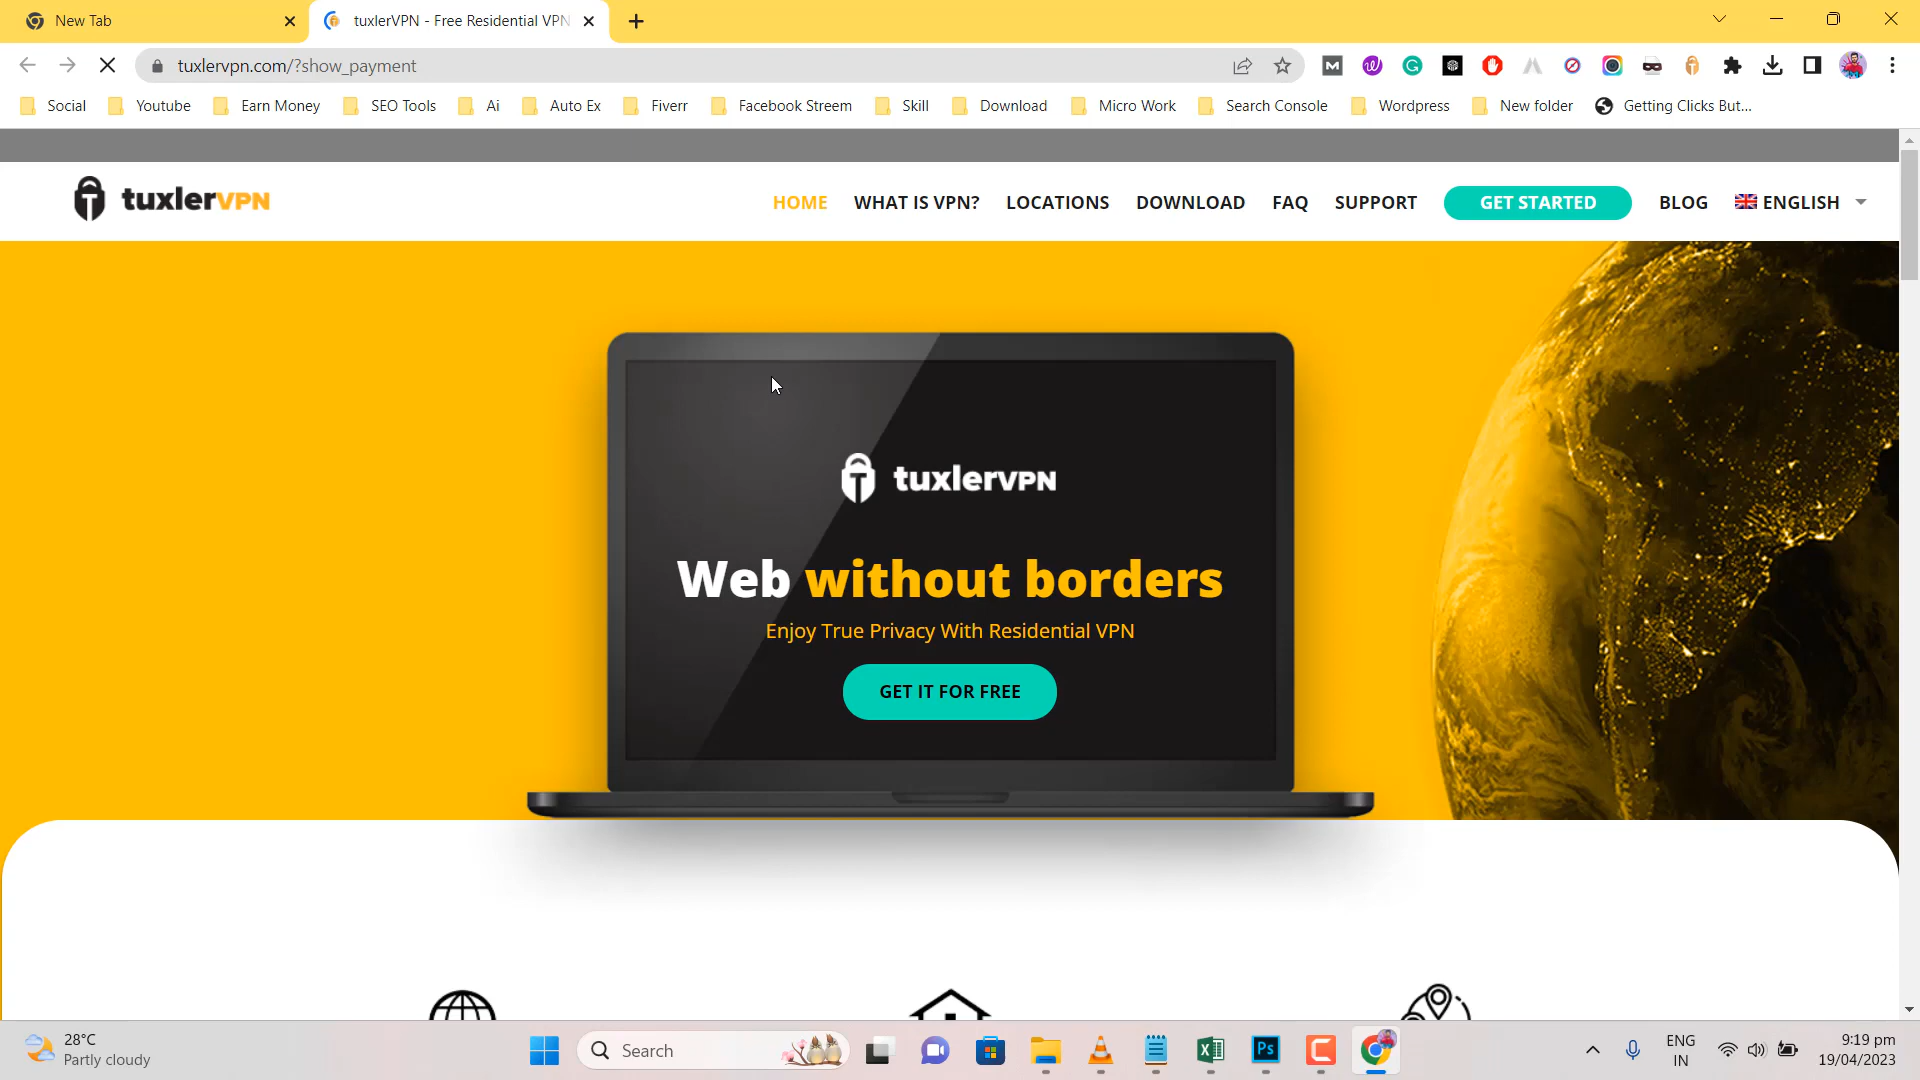 New Tab
tuxlerVPN - Free Residential VPN
tuxlervpn.com/?show_payment
Social Youtube Earn Money SEO Tools Ai Auto Ex Fiverr Facebook Streem Skill Download Micro Work Search Console Wordpress New folder Getting Clicks But...
tuxlerVPN
HOME WHAT IS VPN? LOCATIONS DOWNLOAD FAQ SUPPORT GET STARTED BLOG ENGLISH
tuxlerVPN
Web without borders
Enjoy True Privacy With Residential VPN
GET IT FOR FREE
28°C
Partly cloudy
Search
Ps
ENG
IN
9:19 pm
19/04/2023